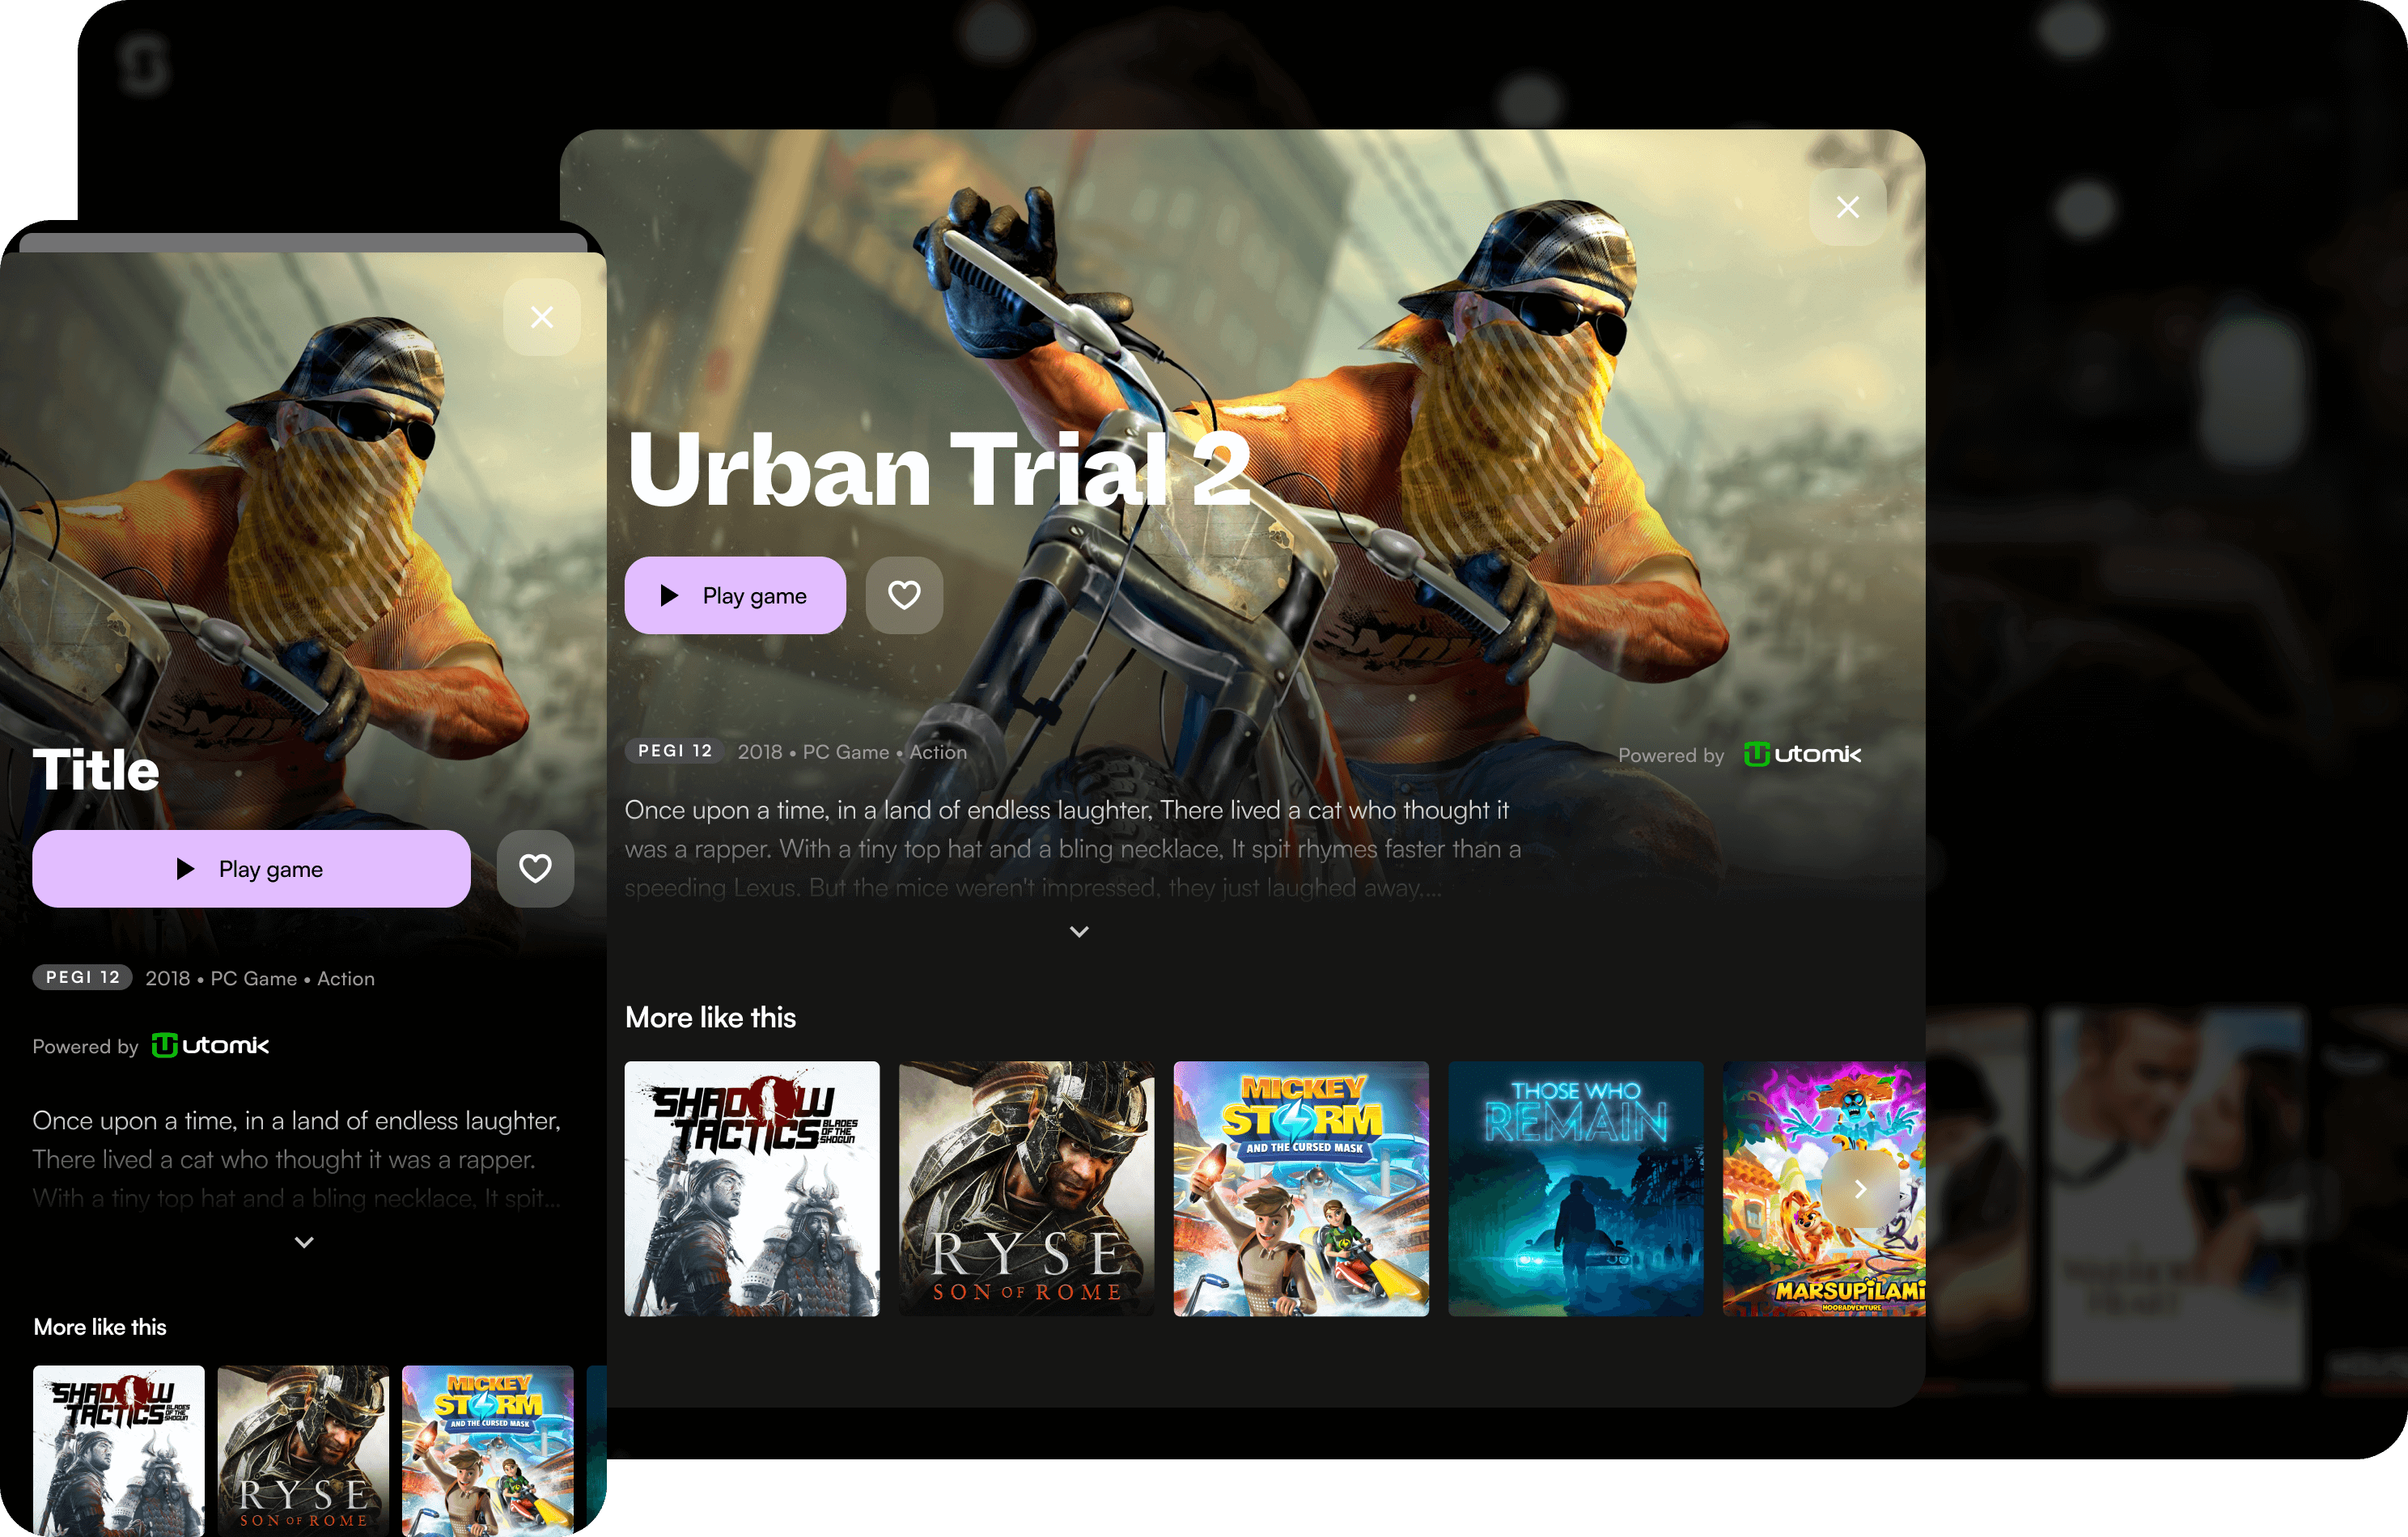 Title
Play game
PEGI 12 2018 • PC Game • Action
Powered by utomik
Once upon a time, in a land of endless laughter,
There lived a cat who thought it was a rapper.
With a tiny top hat and a bling necklace, It spit...
More like this
SHADOW
TACTICS BLADES OF THE SHOGUN
RYSE
SON OF ROME
MICKEY
STORM
AND THE CURSED MASK
Urban Trial 2
Play game
PEGI 12 2018 • PC Game • Action
Powered by utomik
Once upon a time, in a land of endless laughter, There lived a cat who thought it
was a rapper. With a tiny top hat and a bling necklace, It spit rhymes faster than a
speeding Lexus. But the mice weren't impressed, they just laughed away....
More like this
SHADOW
TACTICS BLADES OF THE SHOGUN
RYSE
SON OF ROME
MICKEY
STORM
AND THE CURSED MASK
THOSE WHO
REMAIN
MARSUPILAMI
HOOBADVENTURE